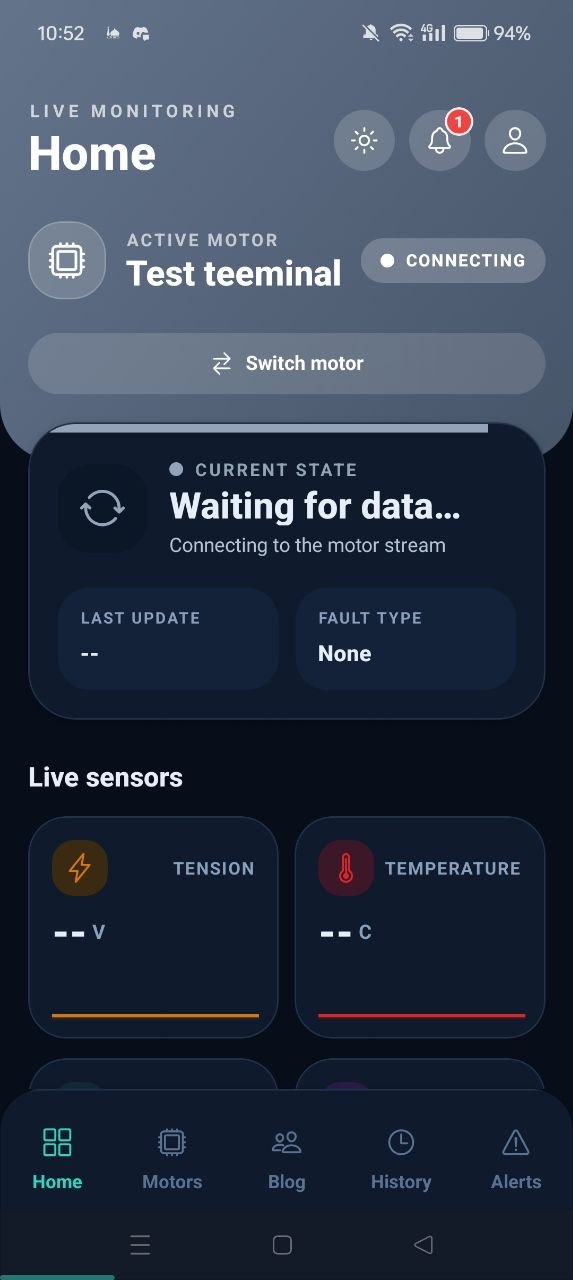 10:52
4G
94%
LIVE MONITORING
Home
1
ACTIVE MOTOR
Test teeminal
CONNECTING
Switch motor
CURRENT STATE
Waiting for data...
Connecting to the motor stream
LAST UPDATE
--
FAULT TYPE
None
Live sensors
TENSION
-- V
TEMPERATURE
-- C
Home
Motors
Blog
History
Alerts